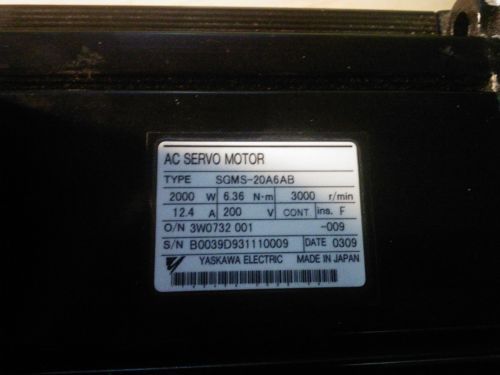 AC SERVO MOTOR
TYPE SGMS-20A6AB
2000 W 6.36 N·m 3000 r/min
12.4 A 200 V CONT ins. F
O/N 3W0732 001 -009
S/N B0039D931110009 DATE 0309
YASKAWA ELECTRIC MADE IN JAPAN